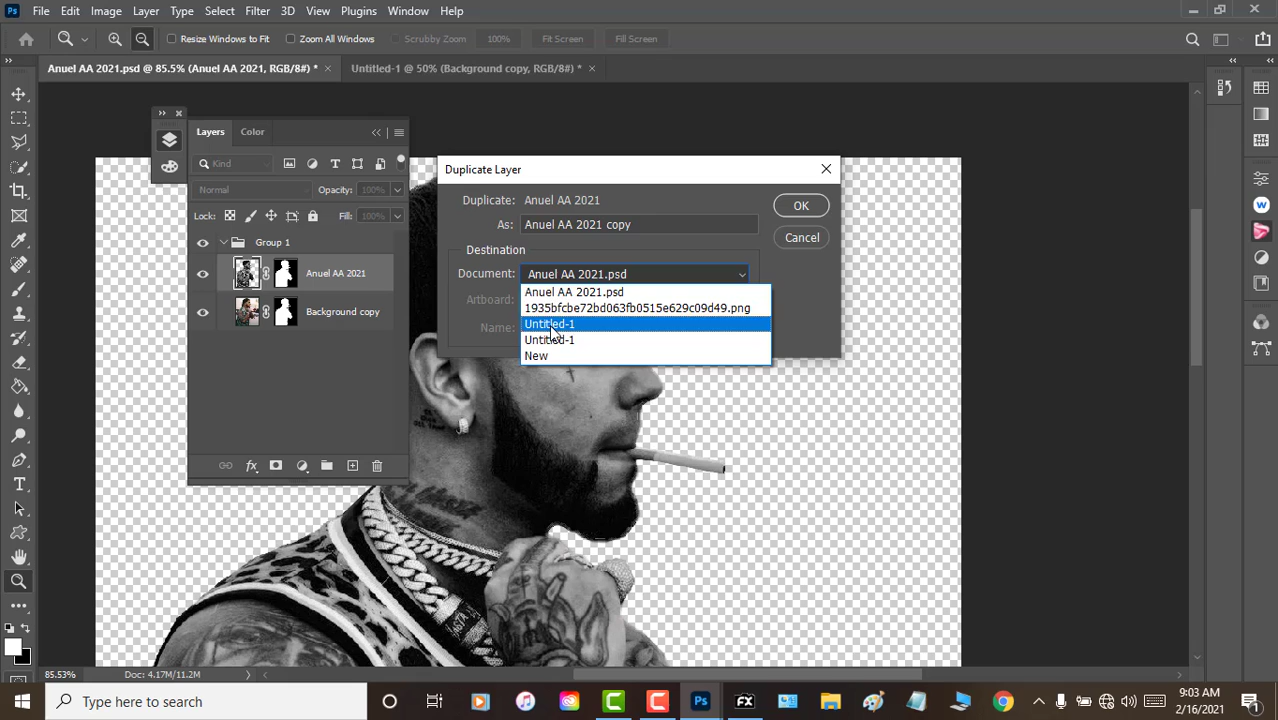 Ps File Edit Image Layer Type Select Filter 3D View Plugins Window Help
Resize Windows to Fit Zoom All Windows Scrubby Zoom 100% Fit Screen Fill Screen
Anuel AA 2021.psd @ 85.5% (Anuel AA 2021, RGB/8#) * × Untitled-1 @ 50% (Background copy, RGB/8#) * ×
Layers Color
Kind
Normal Opacity: 100%
Lock: Fill: 100%
Group 1
Anuel AA 2021
Background copy
fx
Duplicate Layer
Duplicate: Anuel AA 2021
As: Anuel AA 2021 copy
Destination
Document: Anuel AA 2021.psd
Artboard:
Name:
OK
Cancel
Anuel AA 2021.psd
1935bfcbe72bd063fb0515e629c09d49.png
Untitled-1
Untitled-1
New
85.53% Doc: 4.17M/11.2M
Type here to search
Ps FX
9:03 AM
2/16/2021